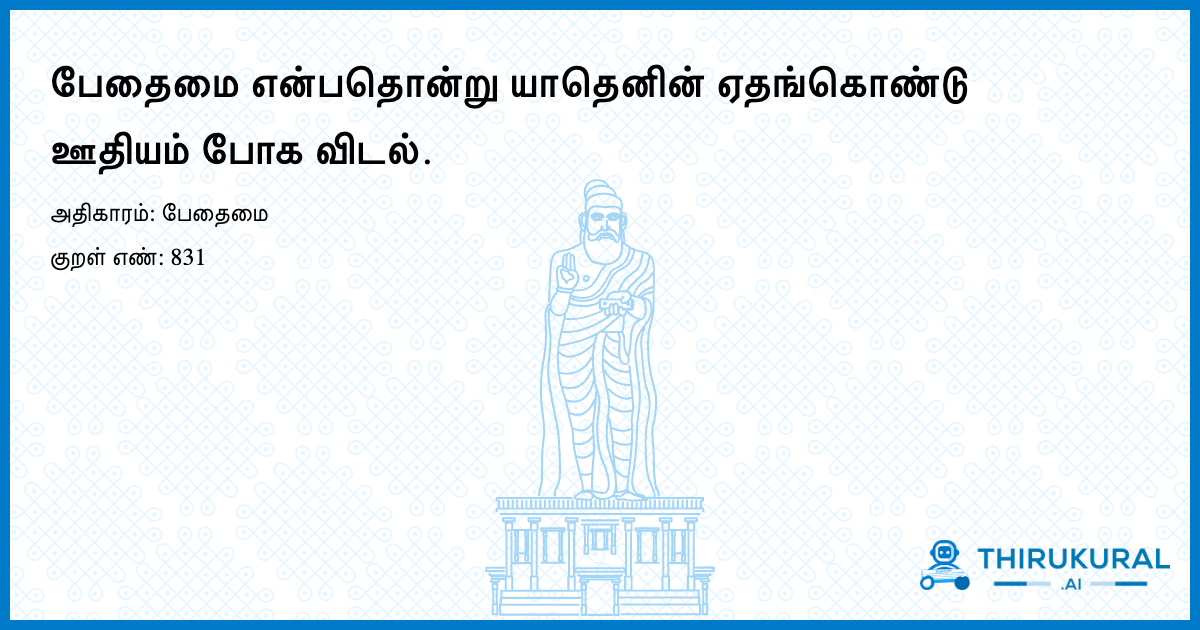 பேதைமை என்பதொன்று யாதெனின் ஏதங்கொண்டு
ஊதியம் போக விடல்.
அதிகாரம்: பேதைமை
குறள் எண்: 831
THIRUKURAL
.AI